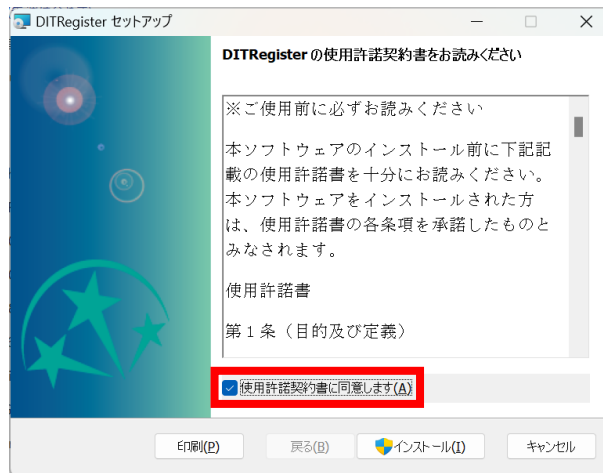 DITRegister セットアップ
DITRegister の使用許諾契約書をお読みください
※ご使用前に必ずお読みください
本ソフトウェアのインストール前に下記記
載の使用許諾書を十分にお読みください。
本ソフトウェアをインストールされた方
は、使用許諾書の各条項を承諾したものと
みなされます。
使用許諾書
第１条（目的及び定義）
使用許諾契約書に同意します(A)
印刷(P)
戻る(B)
インストール(I)
キャンセル